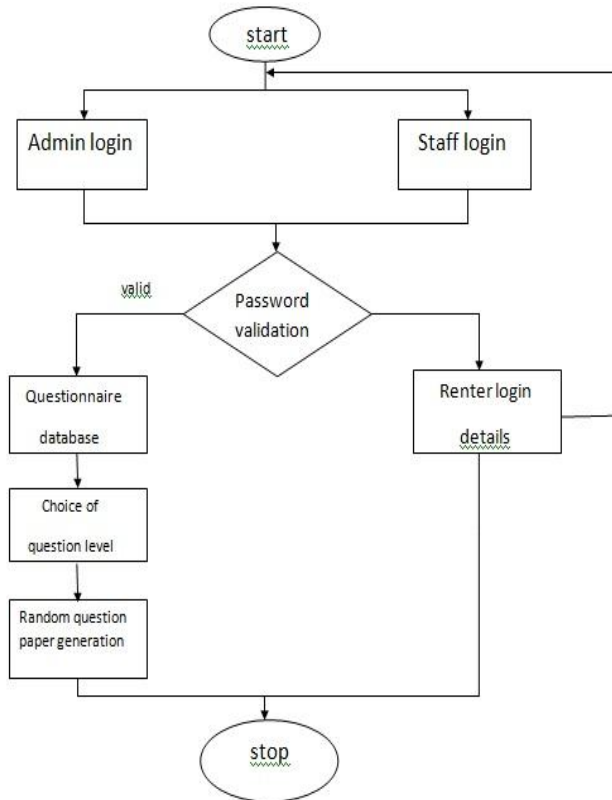 start
Admin login
Staff login
valid
Password
validation
Questionnaire
database
Renter login
details
Choice of
question level
Random question
paper generation
stop